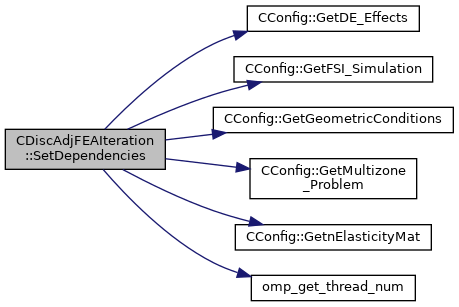 CDiscAdjFEAIteration
::SetDependencies
CConfig::GetDE_Effects
CConfig::GetFSI_Simulation
CConfig::GetGeometricConditions
CConfig::GetMultizone
_Problem
CConfig::GetnElasticityMat
omp_get_thread_num